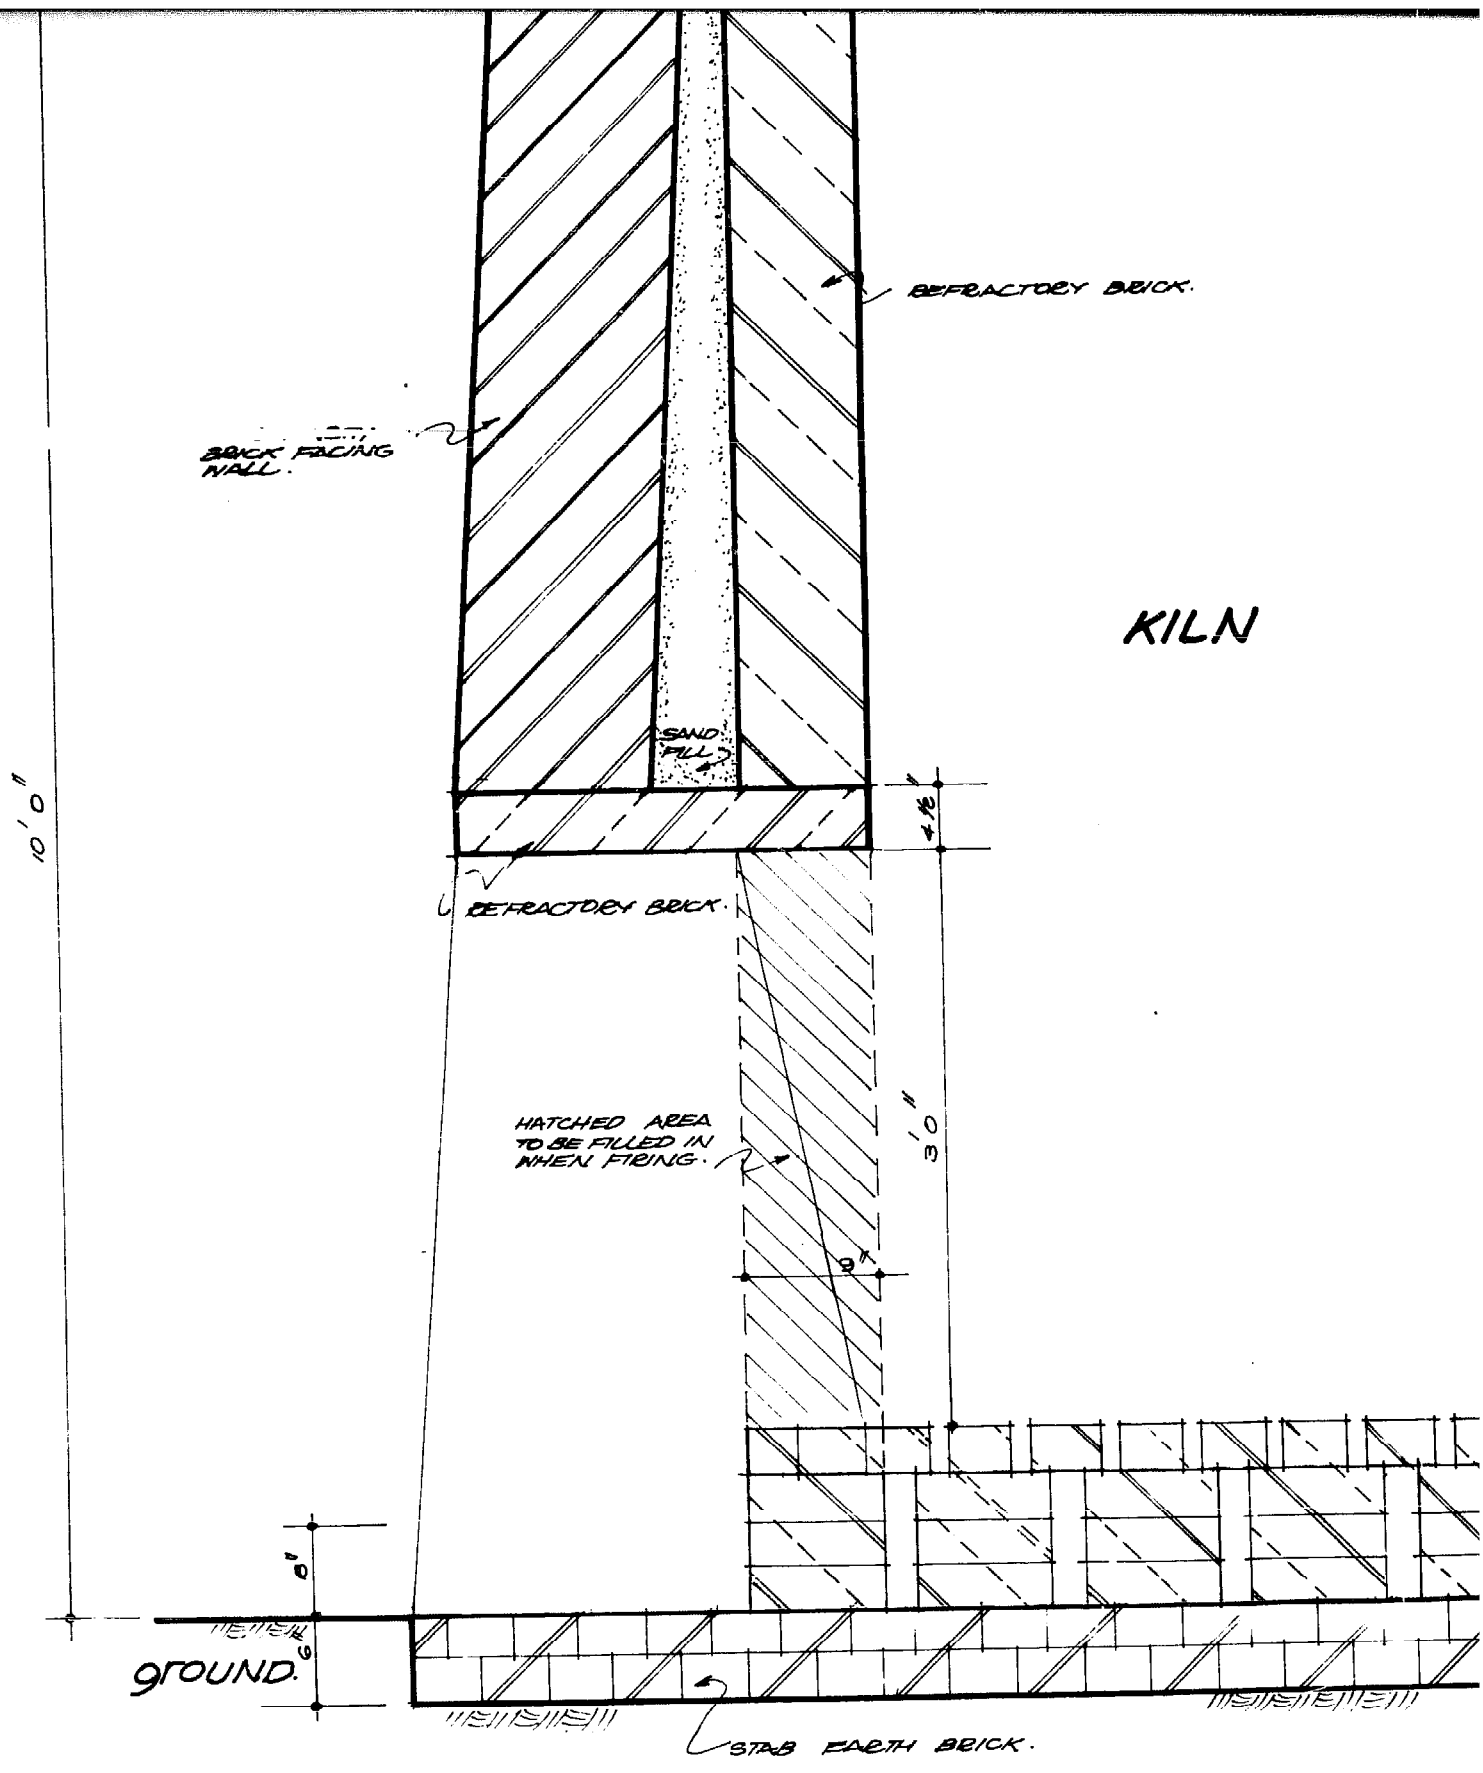 REFRACTORY BRICK.
BRICK FACING
WALL.
KILN
SAND
FILL
10'0"
4½"
REFRACTORY BRICK.
HATCHED AREA
TO BE FILLED IN
WHEN FIRING.
3'0"
9"
8"
6"
GROUND.
STAB EARTH BRICK.